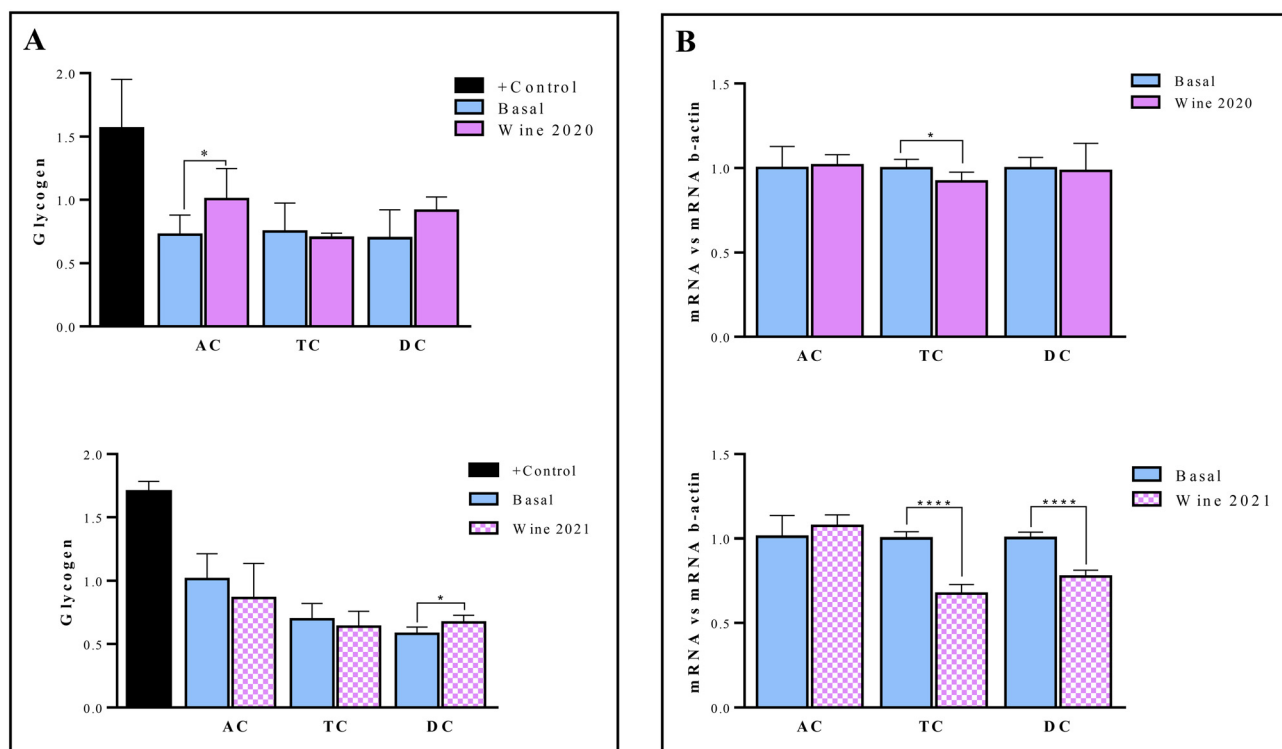 A
2.0
1.5
1.0
0.5
0.0
Glycogen
*
AC
TC
DC
+Control
Basal
Wine 2020
2.0
1.5
1.0
0.5
0.0
Glycogen
*
AC
TC
DC
+Control
Basal
Wine 2021
B
1.5
1.0
0.5
0.0
mRNA vs mRNA b-actin
*
AC
TC
DC
Basal
Wine 2020
1.5
1.0
0.5
0.0
mRNA vs mRNA b-actin
****
****
AC
TC
DC
Basal
Wine 2021